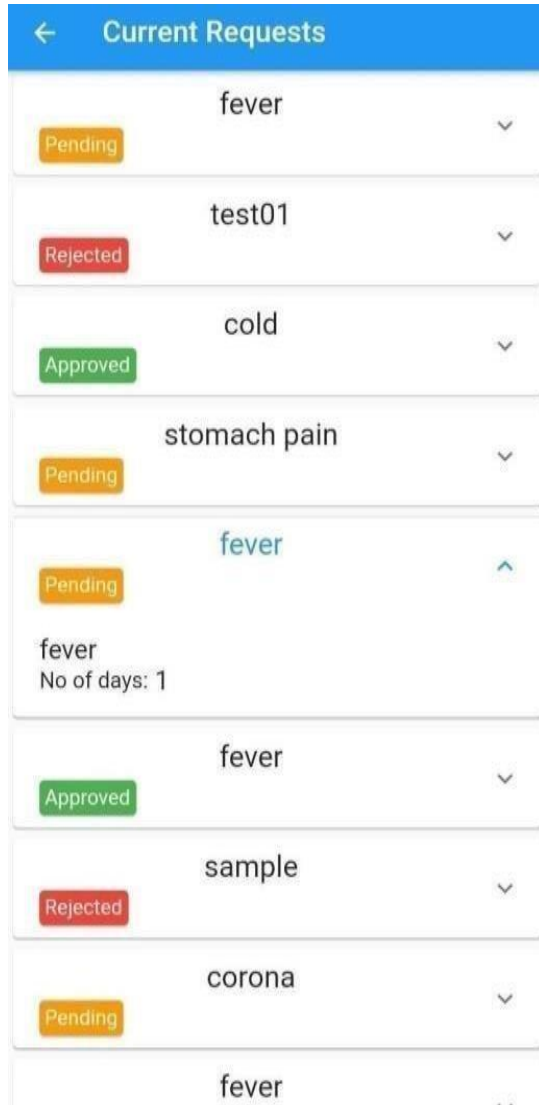 Current Requests
fever
Pending
test01
Rejected
cold
Approved
stomach pain
Pending
fever
Pending
fever
No of days: 1
fever
Approved
sample
Rejected
corona
Pending
fever